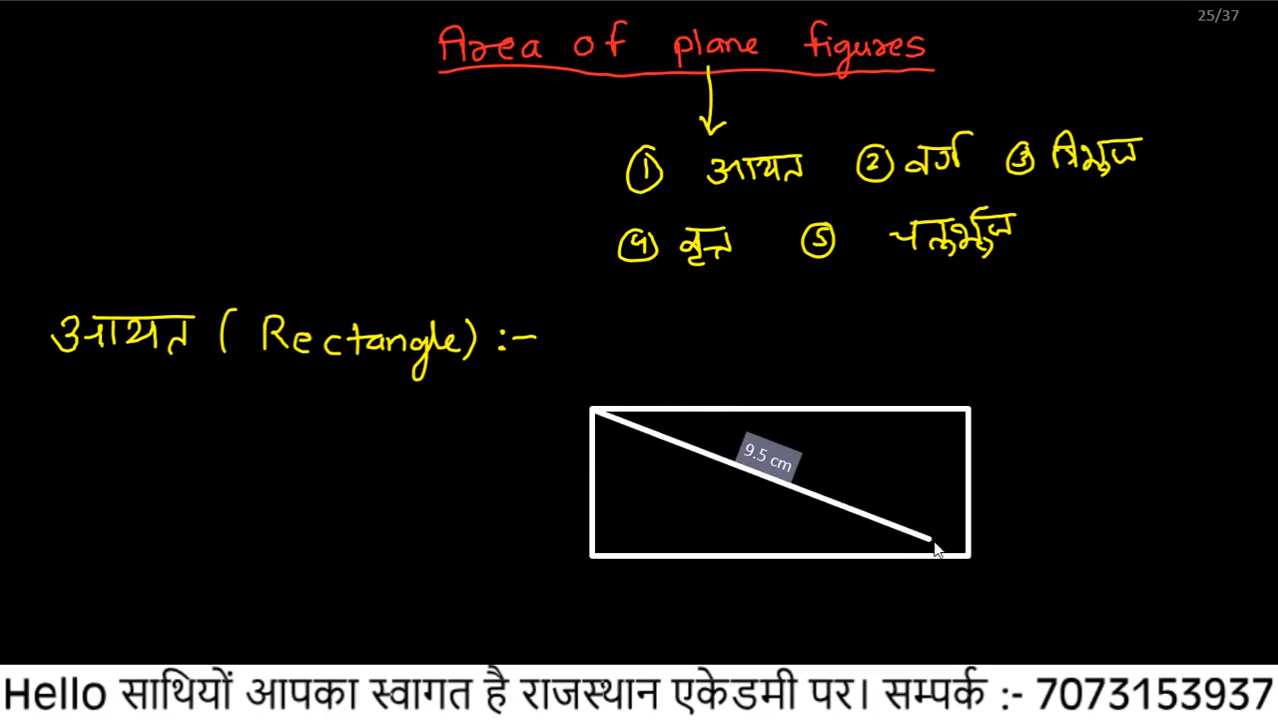 25/37
Area of plane figures
① आयत ② वर्ग ③ त्रिभुज
④ वृत्त ⑤ चतुर्भुज
आयत ( Rectangle) :-
9.5 cm
Hello साथियों आपका स्वागत है राजस्थान एकेडमी पर। सम्पर्क :- 7073153937